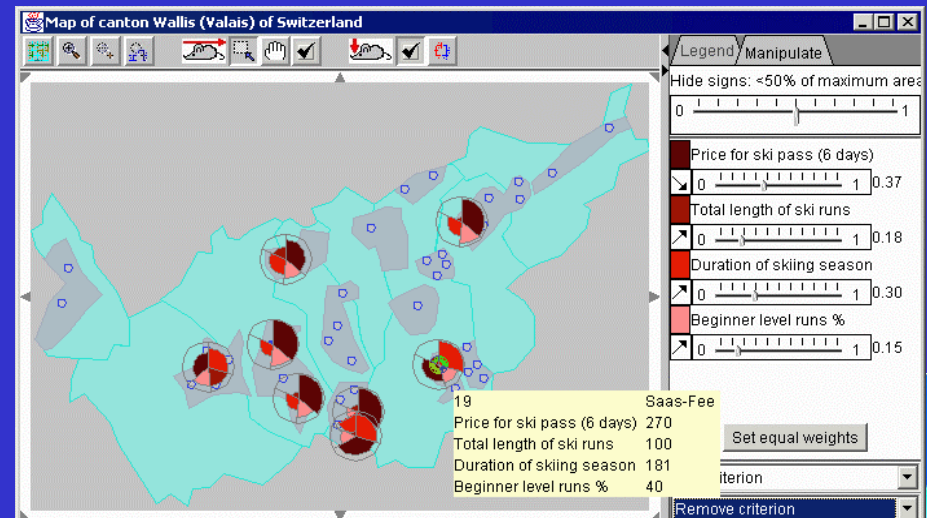 Map of canton Wallis (Valais) of Switzerland
Legend Manipulate
Hide signs: <50% of maximum area
0 1
Price for ski pass (6 days)
0 1 0.37
Total length of ski runs
0 1 0.18
Duration of skiing season
0 1 0.30
Beginner level runs %
0 1 0.15
19 Saas-Fee
Price for ski pass (6 days) 270
Total length of ski runs 100
Duration of skiing season 181
Beginner level runs % 40
Set equal weights
iterion
Remove criterion